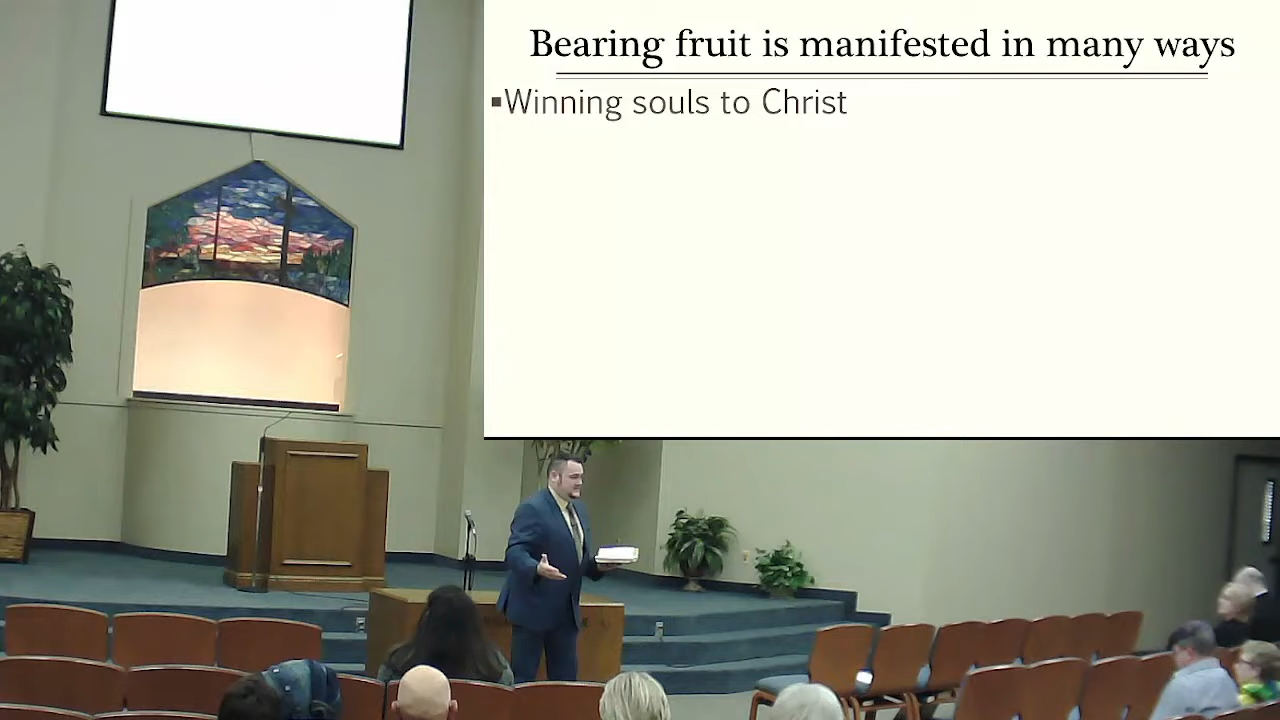 Bearing fruit is manifested in many ways
▪Winning souls to Christ